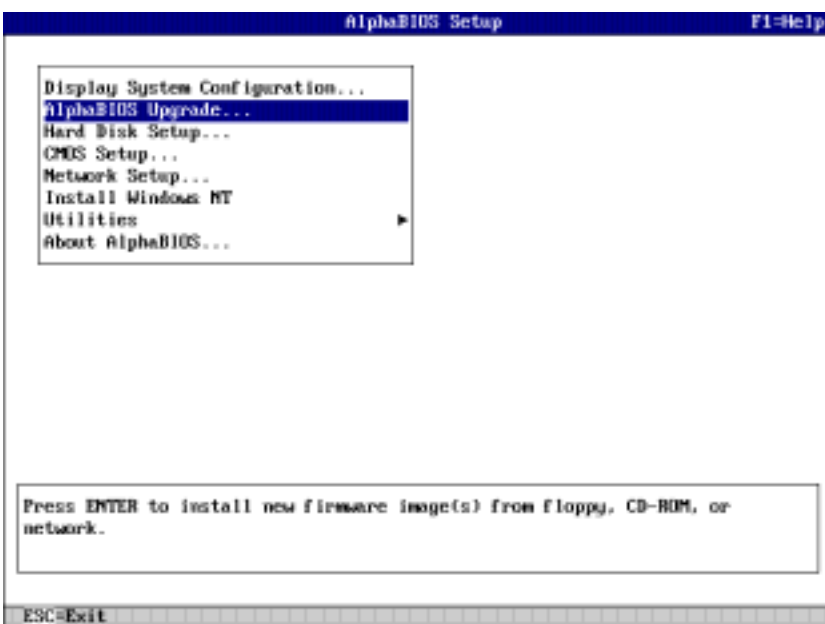 AlphaBIOS Setup F1=Help
Display System Configuration...
AlphaBIOS Upgrade...
Hard Disk Setup...
CMOS Setup...
Network Setup...
Install Windows NT
Utilities ►
About AlphaBIOS...
Press ENTER to install new firmware image(s) from floppy, CD-ROM, or
network.
ESC=Exit